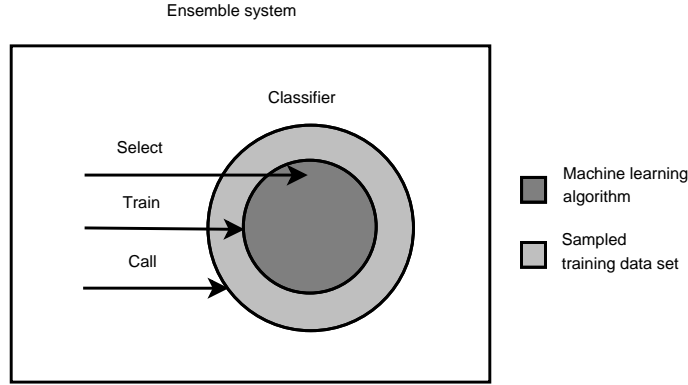 Ensemble system
Classifier
Select
Train
Call
Machine learning
algorithm
Sampled
training data set